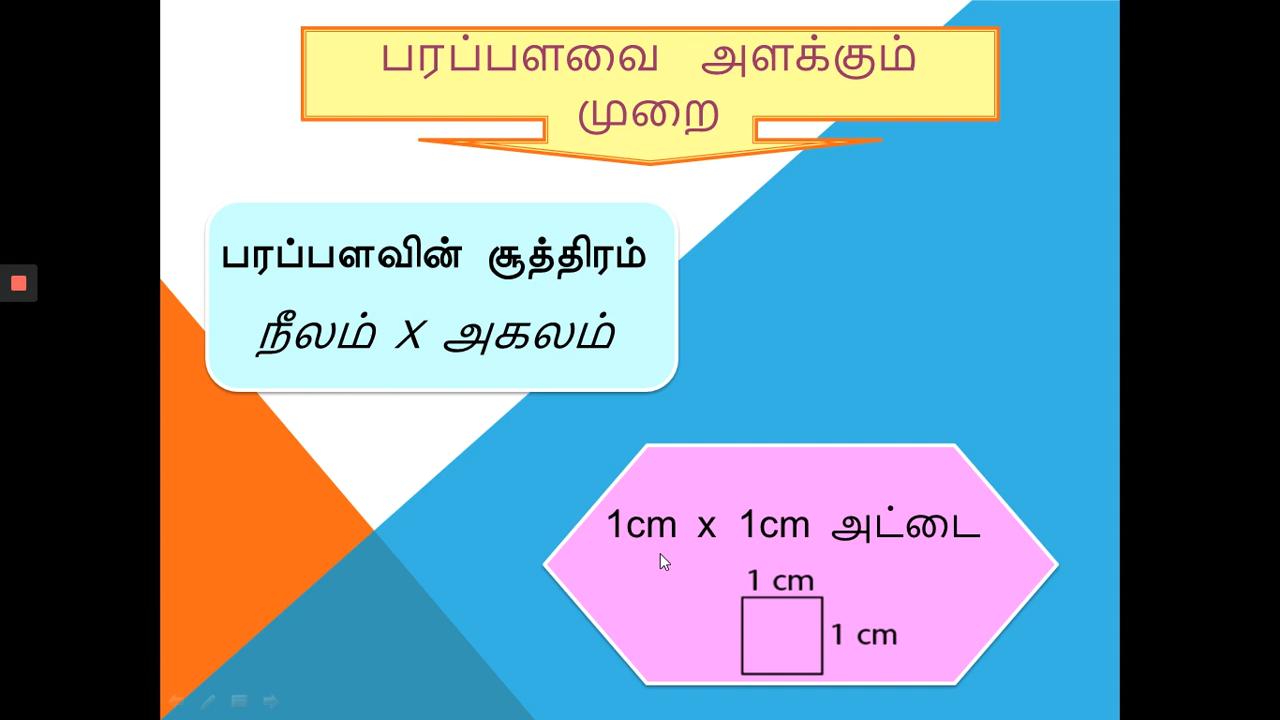 பரப்பளவை அளக்கும்
முறை
பரப்பளவின் சூத்திரம்
நீலம் X அகலம்
1cm x 1cm அட்டை
1 cm
1 cm